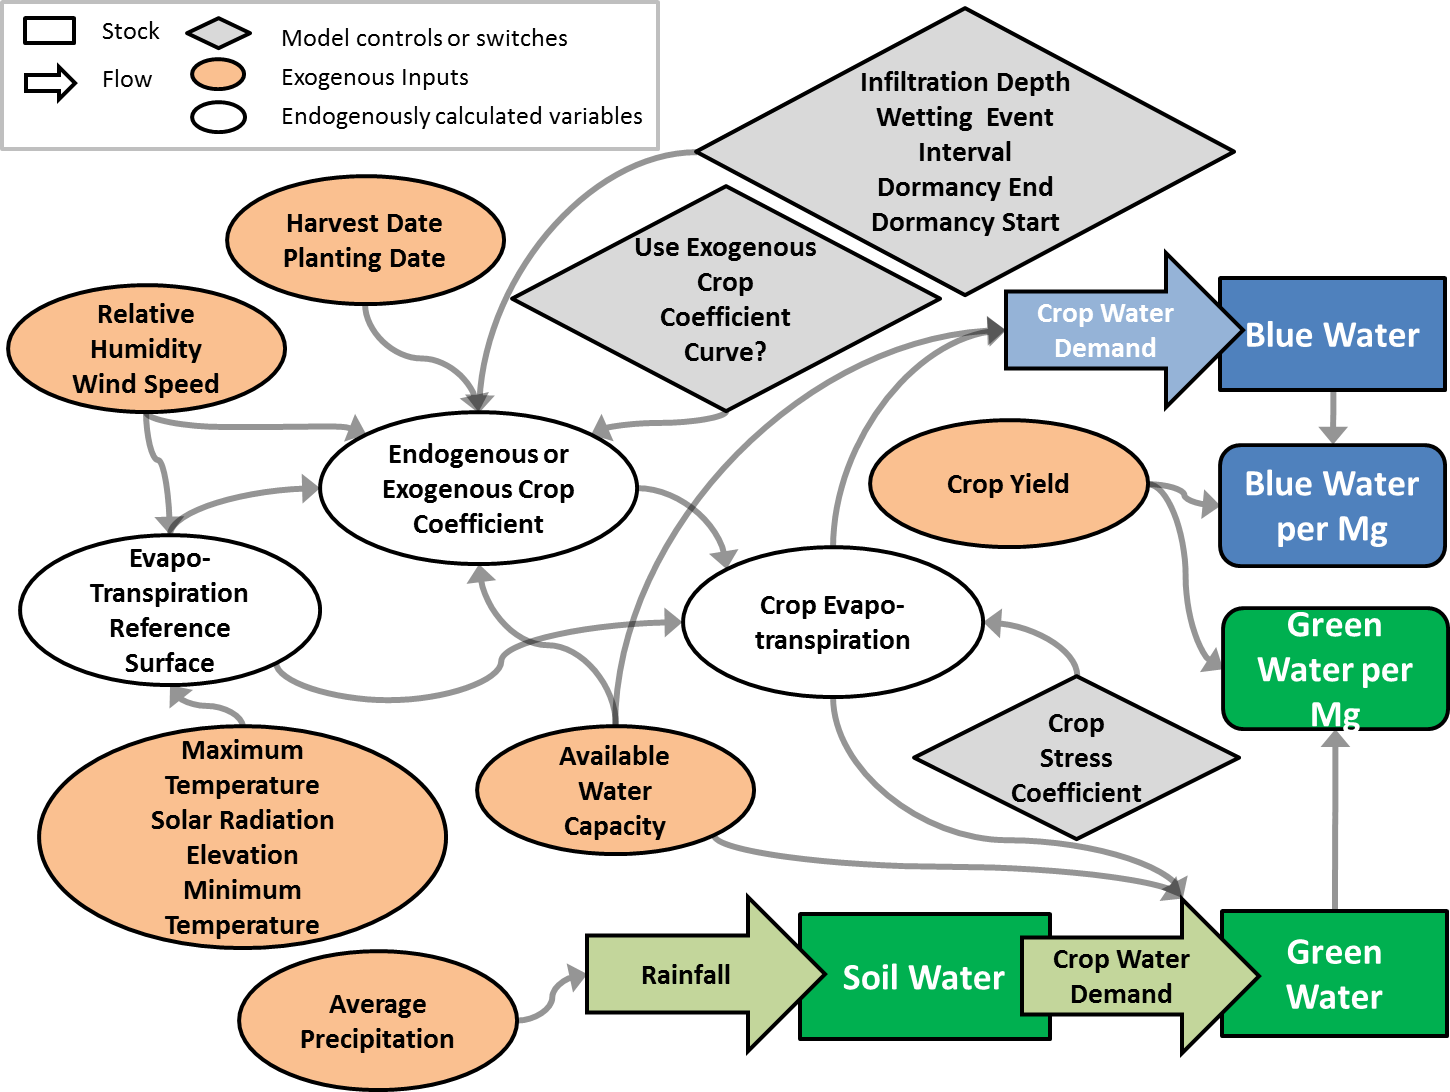 Stock
Model controls or switches
Flow
Exogenous Inputs
Endogenously calculated variables
Infiltration Depth
Wetting Event
Interval
Dormancy End
Dormancy Start
Harvest Date
Planting Date
Use Exogenous
Crop
Coefficient
Curve?
Relative
Humidity
Wind Speed
Crop Water
Demand
Blue Water
Endogenous or
Exogenous Crop
Coefficient
Crop Yield
Blue Water
per Mg
Evapo-
Transpiration
Reference
Surface
Crop Evapo-
transpiration
Green
Water per
Mg
Maximum
Temperature
Solar Radiation
Elevation
Minimum
Temperature
Available
Water
Capacity
Crop
Stress
Coefficient
Average
Precipitation
Rainfall
Soil Water
Crop Water
Demand
Green
Water